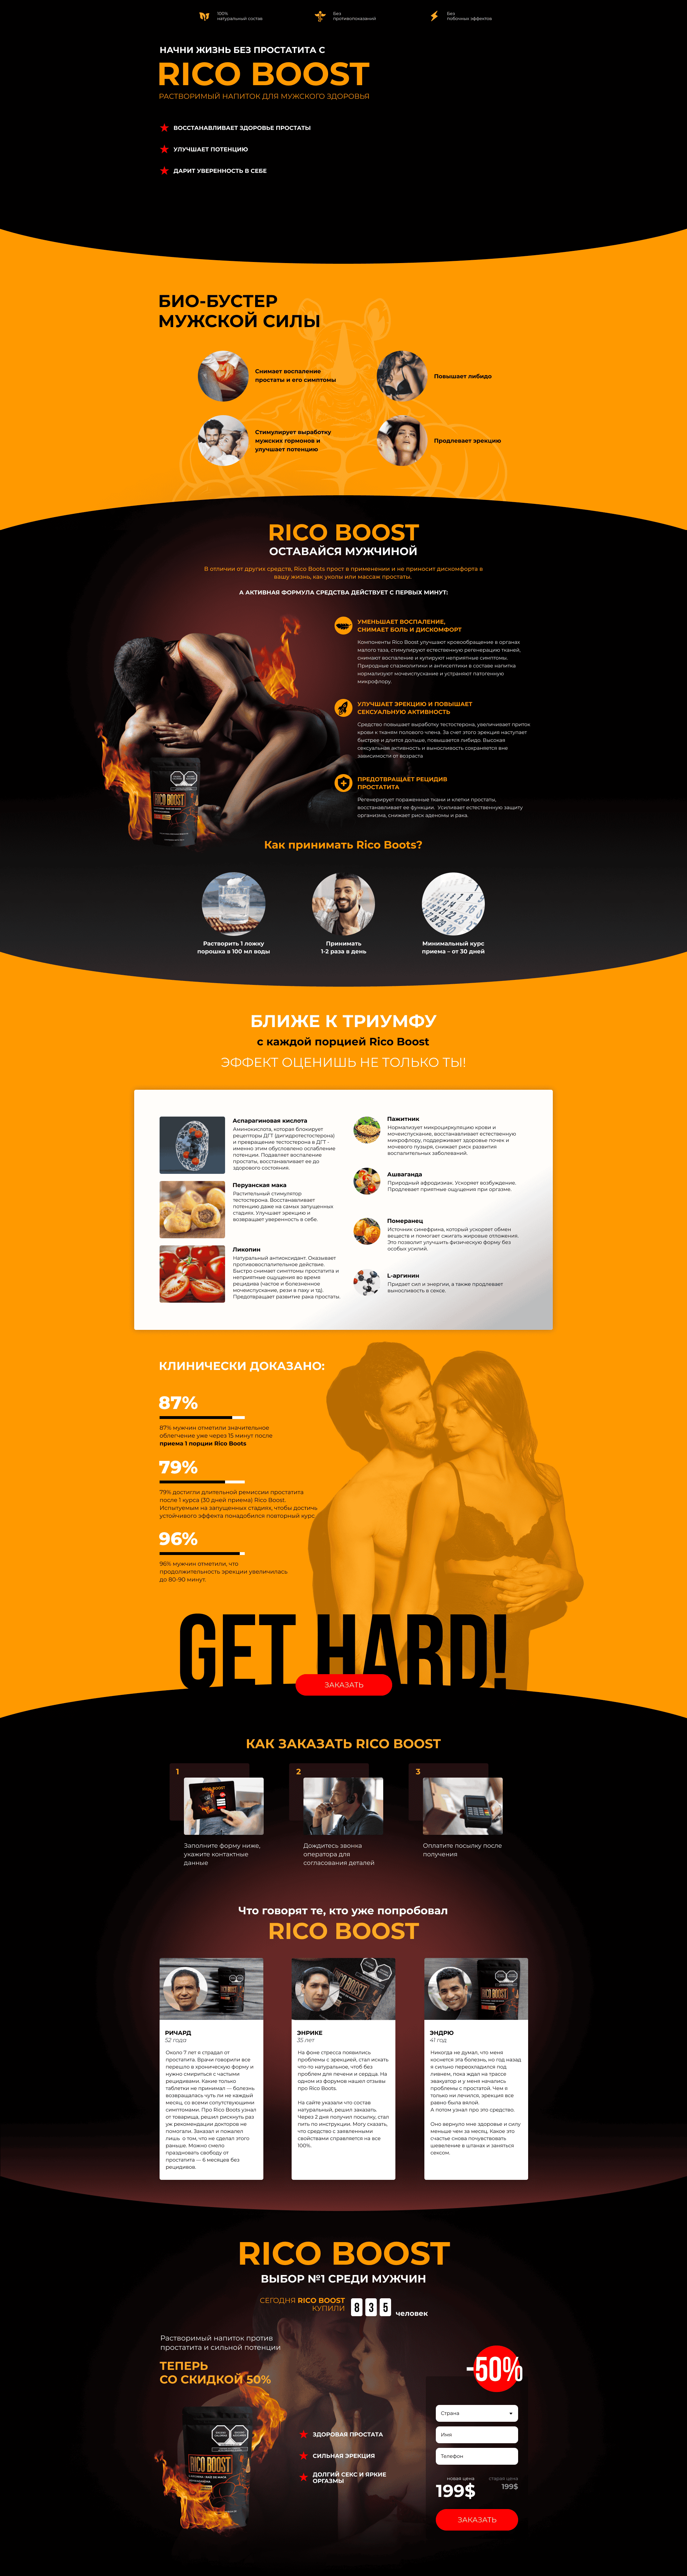 100%
натуральный состав
Без
противопоказаний
Без
побочных эффектов
НАЧНИ ЖИЗНЬ БЕЗ ПРОСТАТИТА С
RICO BOOST
РАСТВОРИМЫЙ НАПИТОК ДЛЯ МУЖСКОГО ЗДОРОВЬЯ
ВОССТАНАВЛИВАЕТ ЗДОРОВЬЕ ПРОСТАТЫ
УЛУЧШАЕТ ПОТЕНЦИЮ
ДАРИТ УВЕРЕННОСТЬ В СЕБЕ
БИО-БУСТЕР
МУЖСКОЙ СИЛЫ
Снимает воспаление
простаты и его симптомы
Повышает либидо
Стимулирует выработку
мужских гормонов и
улучшает потенцию
Продлевает эрекцию
RICO BOOST
ОСТАВАЙСЯ МУЖЧИНОЙ
В отличии от других средств, Rico Boots прост в применении и не приносит дискомфорта в
вашу жизнь, как уколы или массаж простаты.
А АКТИВНАЯ ФОРМУЛА СРЕДСТВА ДЕЙСТВУЕТ С ПЕРВЫХ МИНУТ:
УМЕНЬШАЕТ ВОСПАЛЕНИЕ,
СНИМАЕТ БОЛЬ И ДИСКОМФОРТ
Компоненты Rico Boost улучшают кровообращение в органах
малого таза, стимулируют естественную регенерацию тканей,
снимают воспаление и купируют неприятные симптомы.
Природные спазмолитики и антисептики в составе напитка
нормализуют мочеиспускание и устраняют патогенную
микрофлору.
УЛУЧШАЕТ ЭРЕКЦИЮ И ПОВЫШАЕТ
СЕКСУАЛЬНУЮ АКТИВНОСТЬ
Средство повышает выработку тестостерона, увеличивает приток
крови к тканям полового члена. За счет этого эрекция наступает
быстрее и длится дольше, повышается либидо. Высокая
сексуальная активность и выносливость сохраняется вне
зависимости от возраста
ПРЕДОТВРАЩАЕТ РЕЦИДИВ
ПРОСТАТИТА
Регенерирует пораженные ткани и клетки простаты,
восстанавливает ее функции. Усиливает естественную защиту
организма, снижает риск аденомы и рака.
RICO BOOST
Как принимать Rico Boots?
Растворить 1 ложку
порошка в 100 мл воды
Принимать
1-2 раза в день
Минимальный курс
приема – от 30 дней
БЛИЖЕ К ТРИУМФУ
с каждой порцией Rico Boost
ЭФФЕКТ ОЦЕНИШЬ НЕ ТОЛЬКО ТЫ!
Аспарагиновая кислота
Аминокислота, которая блокирует
рецепторы ДГТ (дигидротестостерона)
и превращение тестостерона в ДГТ -
именно этим обусловлено ослабление
потенции. Подавляет воспаление
простаты, восстанавливает ее до
здорового состояния.
Перуанская мака
Растительный стимулятор
тестостерона. Восстанавливает
потенцию даже на самых запущенных
стадиях. Улучшает эрекцию и
возвращает уверенность в себе.
Ликопин
Натуральный антиоксидант. Оказывает
противовоспалительное действие.
Быстро снимает симптомы простатита и
неприятные ощущения во время
рецидива (частое и болезненное
мочеиспускание, рези в паху и тд).
Предотвращает развитие рака простаты.
Пажитник
Нормализует микроциркуляцию крови и
мочеиспускание, восстанавливает естественную
микрофлору, поддерживает здоровье почек и
мочевого пузыря, снижает риск развития
воспалительных заболеваний.
Ашваганда
Природный афродизиак. Ускоряет возбуждение.
Продлевает приятные ощущения при оргазме.
Померанец
Источник синефрина, который ускоряет обмен
веществ и помогает сжигать жировые отложения.
Это позволит улучшить физическую форму без
особых усилий.
L-аргинин
Придает сил и энергии, а также продлевает
выносливость в сексе.
КЛИНИЧЕСКИ ДОКАЗАНО:
87%
87% мужчин отметили значительное
облегчение уже через 15 минут после
приема 1 порции Rico Boots
79%
79% достигли длительной ремиссии простатита
после 1 курса (30 дней приема) Rico Boost.
Испытуемым на запущенных стадиях, чтобы достичь
устойчивого эффекта понадобился повторный курс.
96%
96% мужчин отметили, что
продолжительность эрекции увеличилась
до 80-90 минут.
GET HARD!
ЗАКАЗАТЬ
КАК ЗАКАЗАТЬ RICO BOOST
1
2
3
Заполните форму ниже,
укажите контактные
данные
Дождитесь звонка
оператора для
согласования деталей
Оплатите посылку после
получения
Что говорят те, кто уже попробовал
RICO BOOST
РИЧАРД
52 года
Около 7 лет я страдал от
простатита. Врачи говорили все
перешло в хроническую форму и
нужно смириться с частыми
рецидивами. Какие только
таблетки не принимал — болезнь
возвращалась чуть ли не каждый
месяц, со всеми сопутствующими
симптомами. Про Rico Boots узнал
от товарища, решил рискнуть раз
уж рекомендации докторов не
помогали. Заказал и пожалел
лишь о том, что не сделал этого
раньше. Можно смело
праздновать свободу от
простатита — 6 месяцев без
рецидивов.
ЭНРИКЕ
35 лет
На фоне стресса появились
проблемы с эрекцией, стал искать
что-то натуральное, чтоб без
проблем для печени и сердца. На
одном из форумов нашел отзывы
про Rico Boots.
На сайте указали что состав
натуральный, решил заказать.
Через 2 дня получил посылку, стал
пить по инструкции. Могу сказать,
что средство с заявленными
свойствами справляется на все
100%.
ЭНДРЮ
41 год
Никогда не думал, что меня
коснется эта болезнь, но год назад
я сильно переохладился под
ливнем, пока ждал на трассе
эвакуатор и у меня начались
проблемы с простатой. Чем я
только ни лечился, эрекция все
равно была вялой.
А потом узнал про это средство.
Оно вернуло мне здоровье и силу
меньше чем за месяц. Какое это
счастье снова почувствовать
шевеление в штанах и заняться
сексом.
RICO BOOST
ВЫБОР №1 СРЕДИ МУЖЧИН
СЕГОДНЯ RICO BOOST
КУПИЛИ
835
человек
Растворимый напиток против
простатита и сильной потенции
ТЕПЕРЬ
СО СКИДКОЙ 50%
RICO BOOST
ЗДОРОВАЯ ПРОСТАТА
СИЛЬНАЯ ЭРЕКЦИЯ
ДОЛГИЙ СЕКС И ЯРКИЕ
ОРГАЗМЫ
-50%
Страна
Имя
Телефон
новая цена
199$
старая цена
199$
ЗАКАЗАТЬ